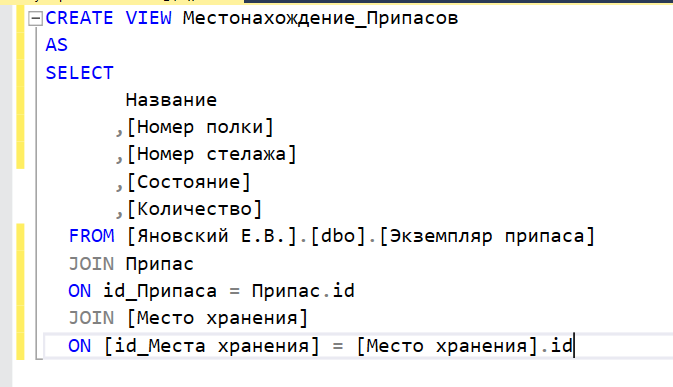 CREATE VIEW Местонахождение_Припасов
AS
SELECT
Название
,[Номер полки]
,[Номер стелажа]
,[Состояние]
,[Количество]
FROM [Яновский Е.В.].[dbo].[Экземпляр припаса]
JOIN Припас
ON id_Припаса = Припас.id
JOIN [Место хранения]
ON [id_Места хранения] = [Место хранения].id